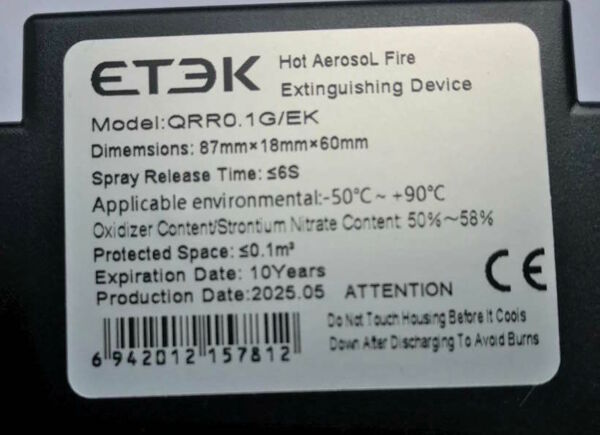 ETEK
Hot AerosoL Fire
Extinguishing Device
Model:QRR0.1G/EK
Dimemsions: 87mm×18mm×60mm
Spray Release Time: ≤6S
Applicable environmental:-50℃~ +90℃
Oxidizer Content/Strontium Nitrate Content 50%~58%
Protected Space: ≤0.1m³
Expiration Date: 10Years
Production Date:2025.05 ATTENTION
CE
Do Not Touch Housing Before It Cools
Down After Discharging To Avoid Burns
6 942012 157812